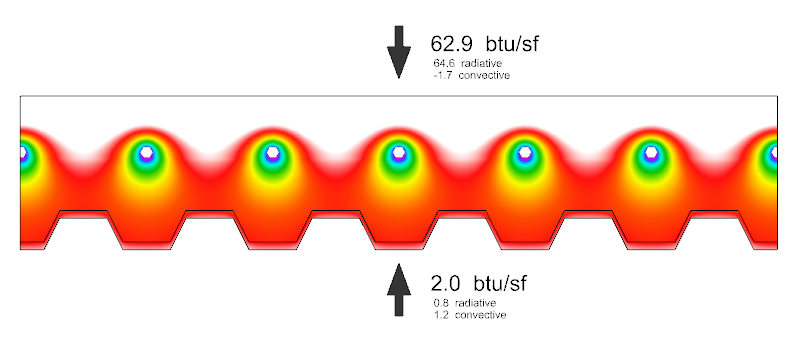 62.9 btu/sf
64.6 radiative
-1.7 convective
2.0 btu/sf
0.8 radiative
1.2 convective